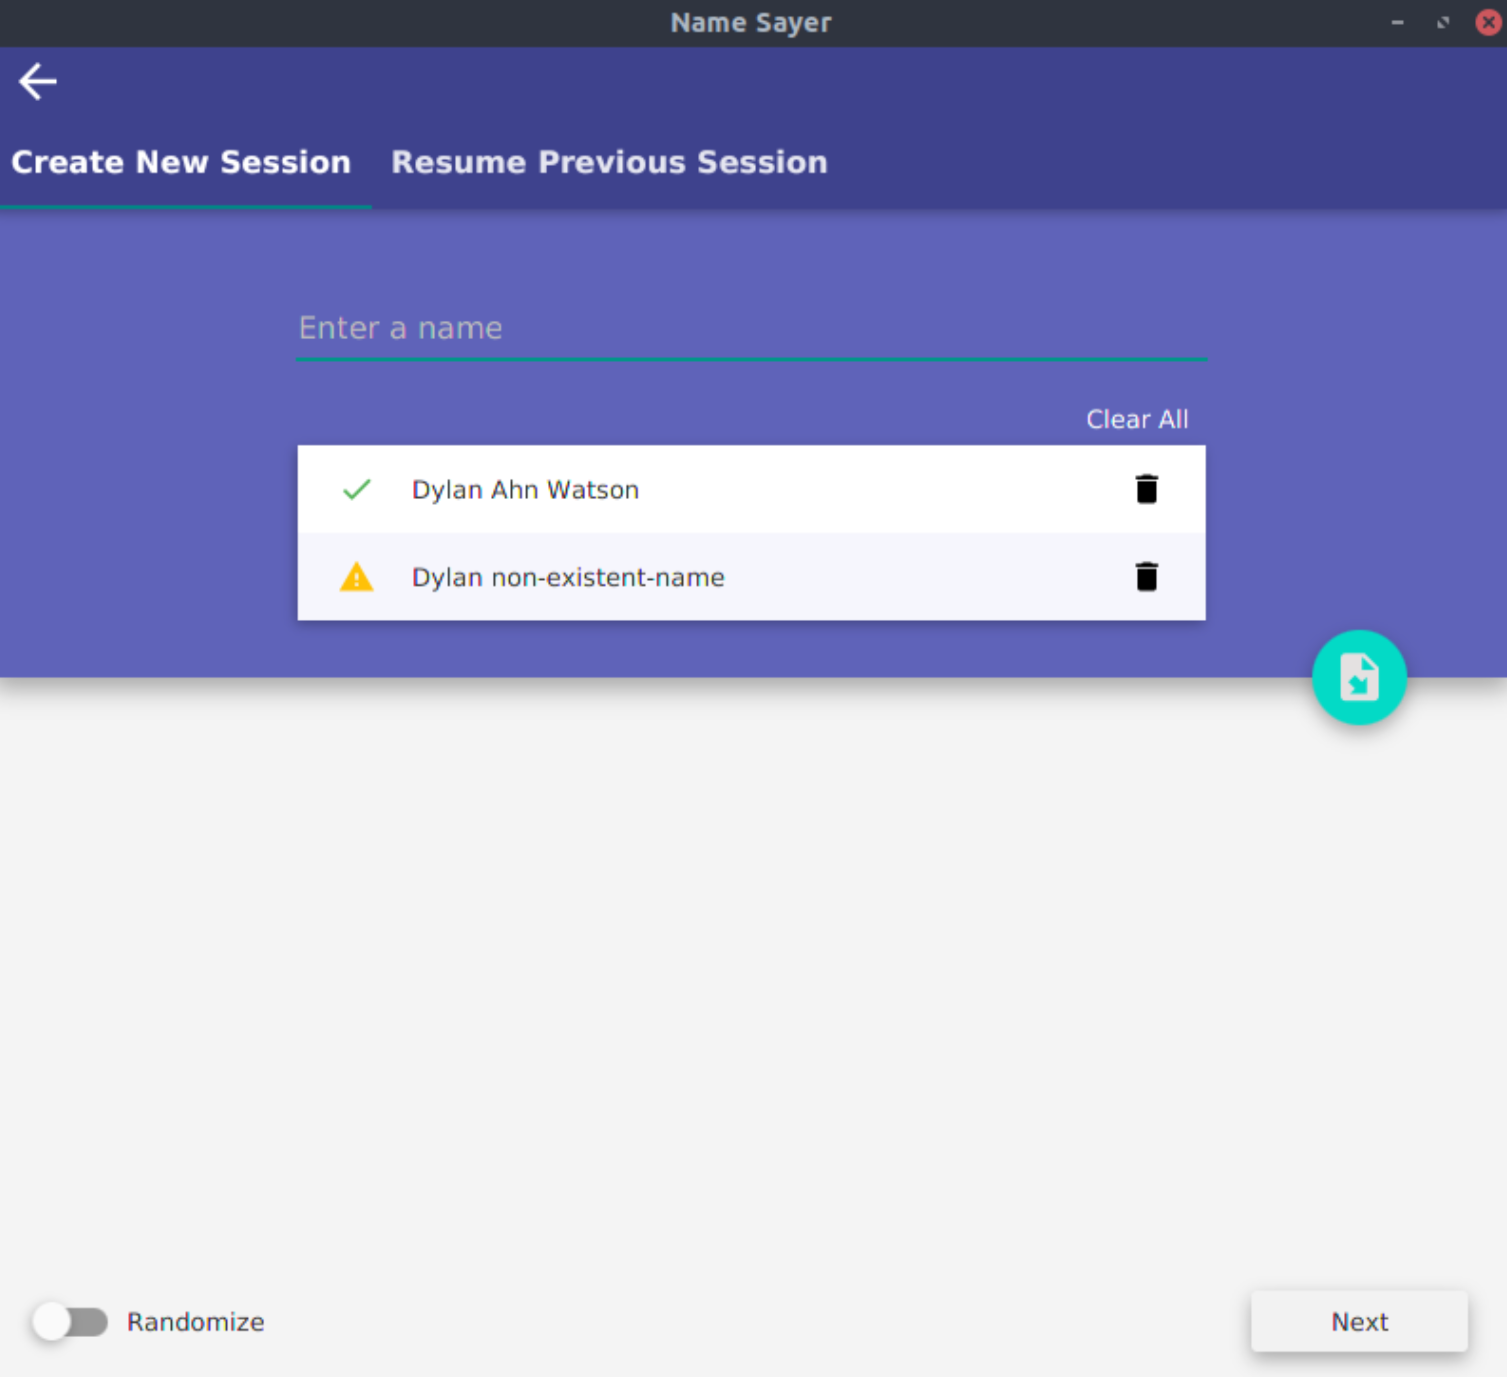 Name Sayer
Create New Session Resume Previous Session
Enter a name
Clear All
Dylan Ahn Watson
Dylan non-existent-name
Randomize Next